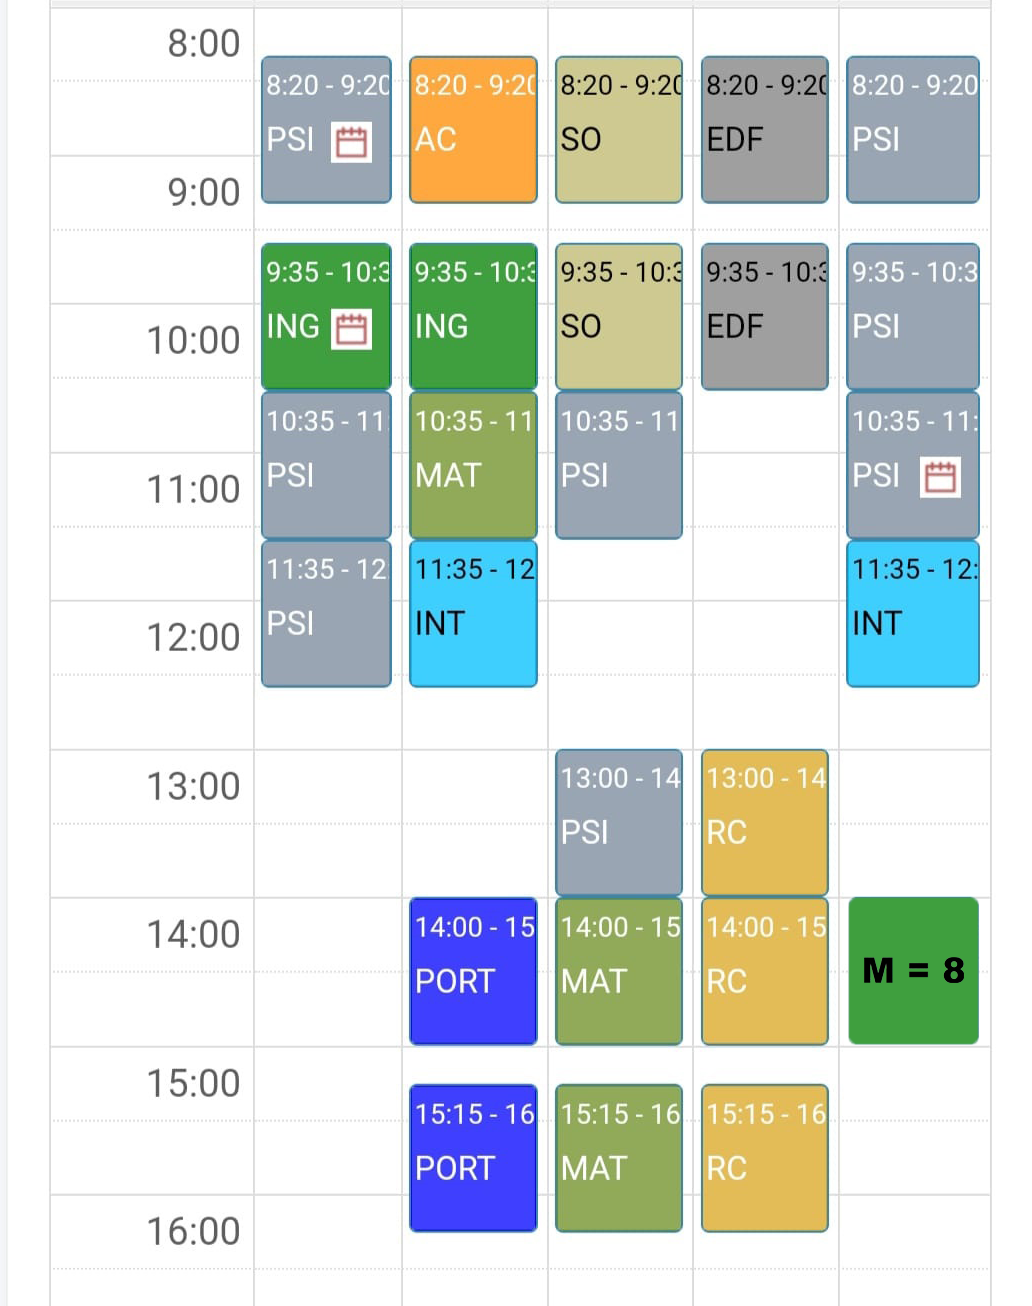 8:00
8:20 - 9:20
PSI
8:20 - 9:20
AC
8:20 - 9:20
SO
8:20 - 9:20
EDF
8:20 - 9:20
PSI
9:00
9:35 - 10:3
ING
9:35 - 10:3
ING
9:35 - 10:3
SO
9:35 - 10:3
EDF
9:35 - 10:3
PSI
10:00
10:35 - 11
PSI
10:35 - 11
MAT
10:35 - 11
PSI
10:35 - 11:
PSI
11:00
11:35 - 12
PSI
11:35 - 12
INT
11:35 - 12:
INT
12:00
13:00
13:00 - 14
PSI
13:00 - 14
RC
14:00
14:00 - 15
PORT
14:00 - 15
MAT
14:00 - 15
RC
M = 8
15:00
15:15 - 16
PORT
15:15 - 16
MAT
15:15 - 16
RC
16:00